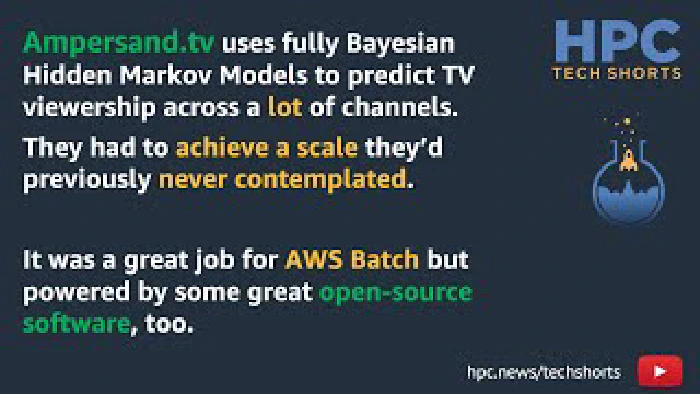 Ampersand.tv uses fully Bayesian
Hidden Markov Models to predict TV
viewership across a lot of channels.
They had to achieve a scale they'd
previously never contemplated.
It was a great job for AWS Batch but
powered by some great open-source
software, too.
HPC
TECH SHORTS
hpc.news/techshorts